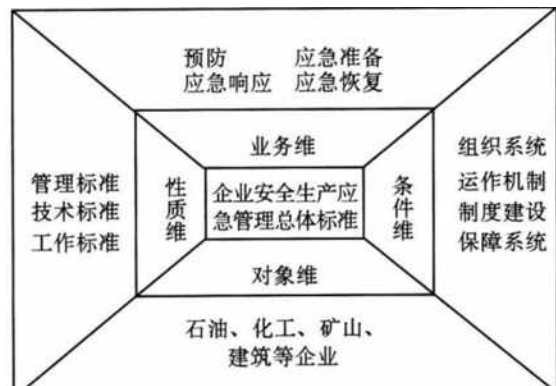 预防 应急准备
应急响应 应急恢复
业务维
管理标准
技术标准
工作标准
性质维
企业安全生产应
急管理总体标准
条件维
组织系统
运作机制
制度建设
保障系统
对象维
石油、化工、矿山、
建筑等企业